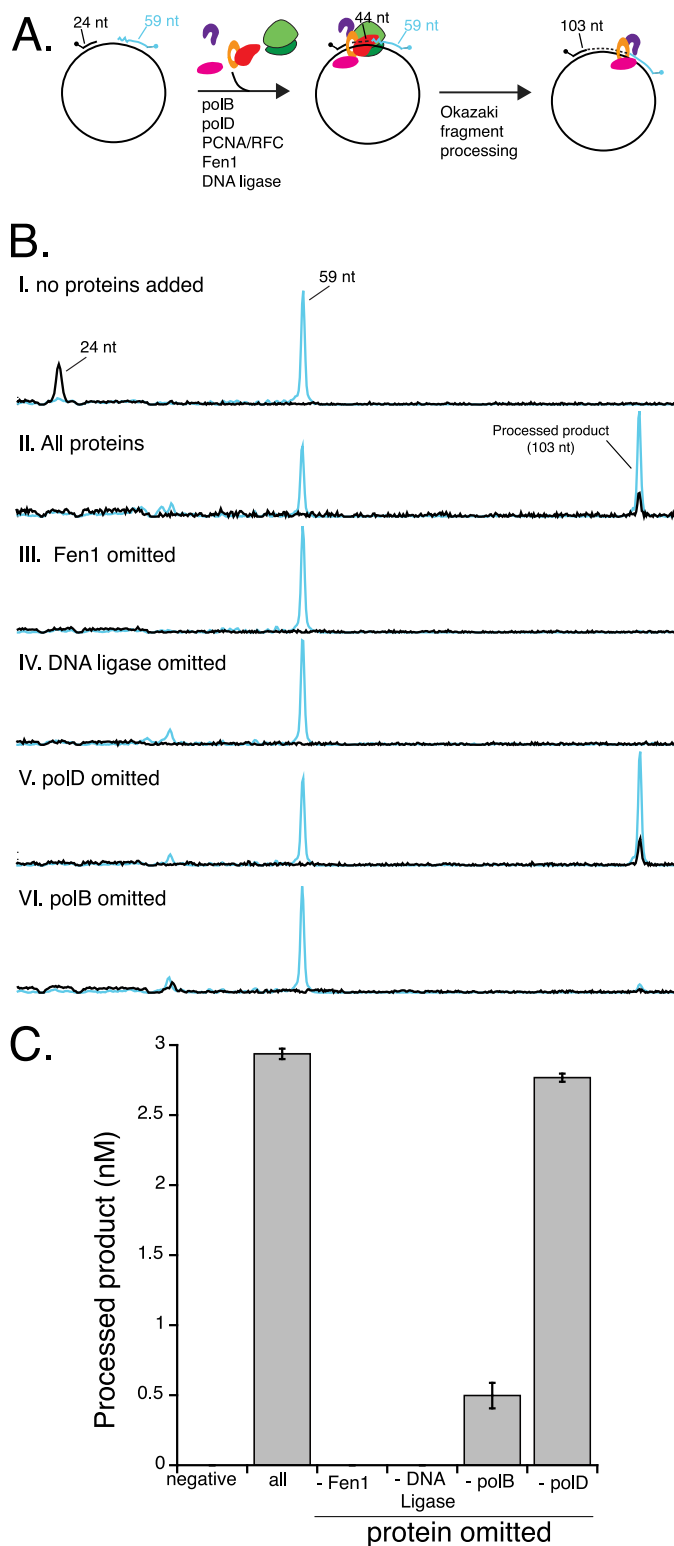 A.
24 nt
59 nt
44 nt
59 nt
103 nt
polB
polD
PCNA/RFC
Fen1
DNA ligase
Okazaki
fragment
processing
B.
I. no proteins added
59 nt
24 nt
II. All proteins
Processed product
(103 nt)
III. Fen1 omitted
IV. DNA ligase omitted
V. polD omitted
VI. polB omitted
C.
Processed product (nM)
3
2.5
2
1.5
1
0.5
0
negative
all
- Fen1
- DNA
Ligase
- polB
- polD
protein omitted